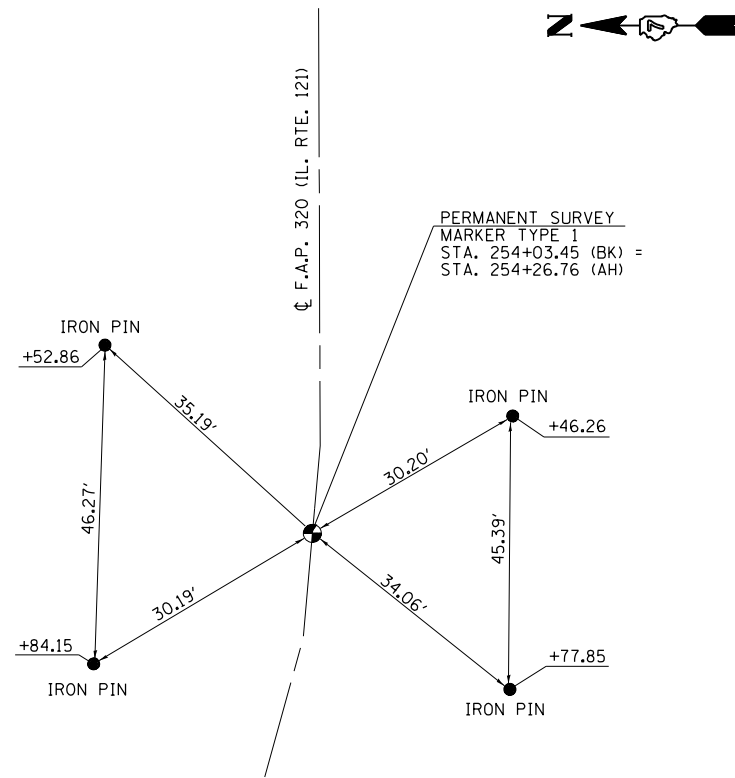 N
℄ F.A.P. 320 (IL. RTE. 121)
PERMANENT SURVEY
MARKER TYPE 1
STA. 254+03.45 (BK) =
STA. 254+26.76 (AH)
IRON PIN
+52.86
35.19'
IRON PIN
+46.26
30.20'
46.27'
45.39'
30.19'
34.06'
+84.15
IRON PIN
+77.85
IRON PIN